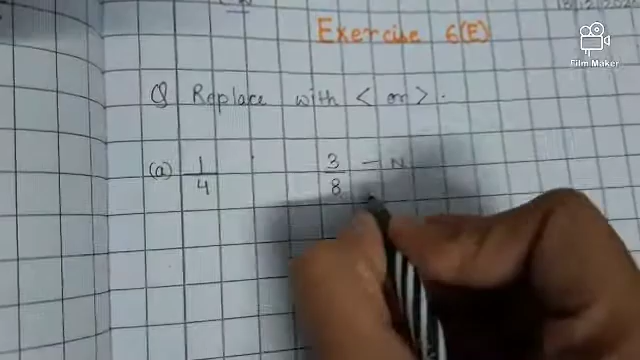 Exercise 6(E)
Film Maker
Q Replace with < or > .
(a) 1/4 3/8 - N